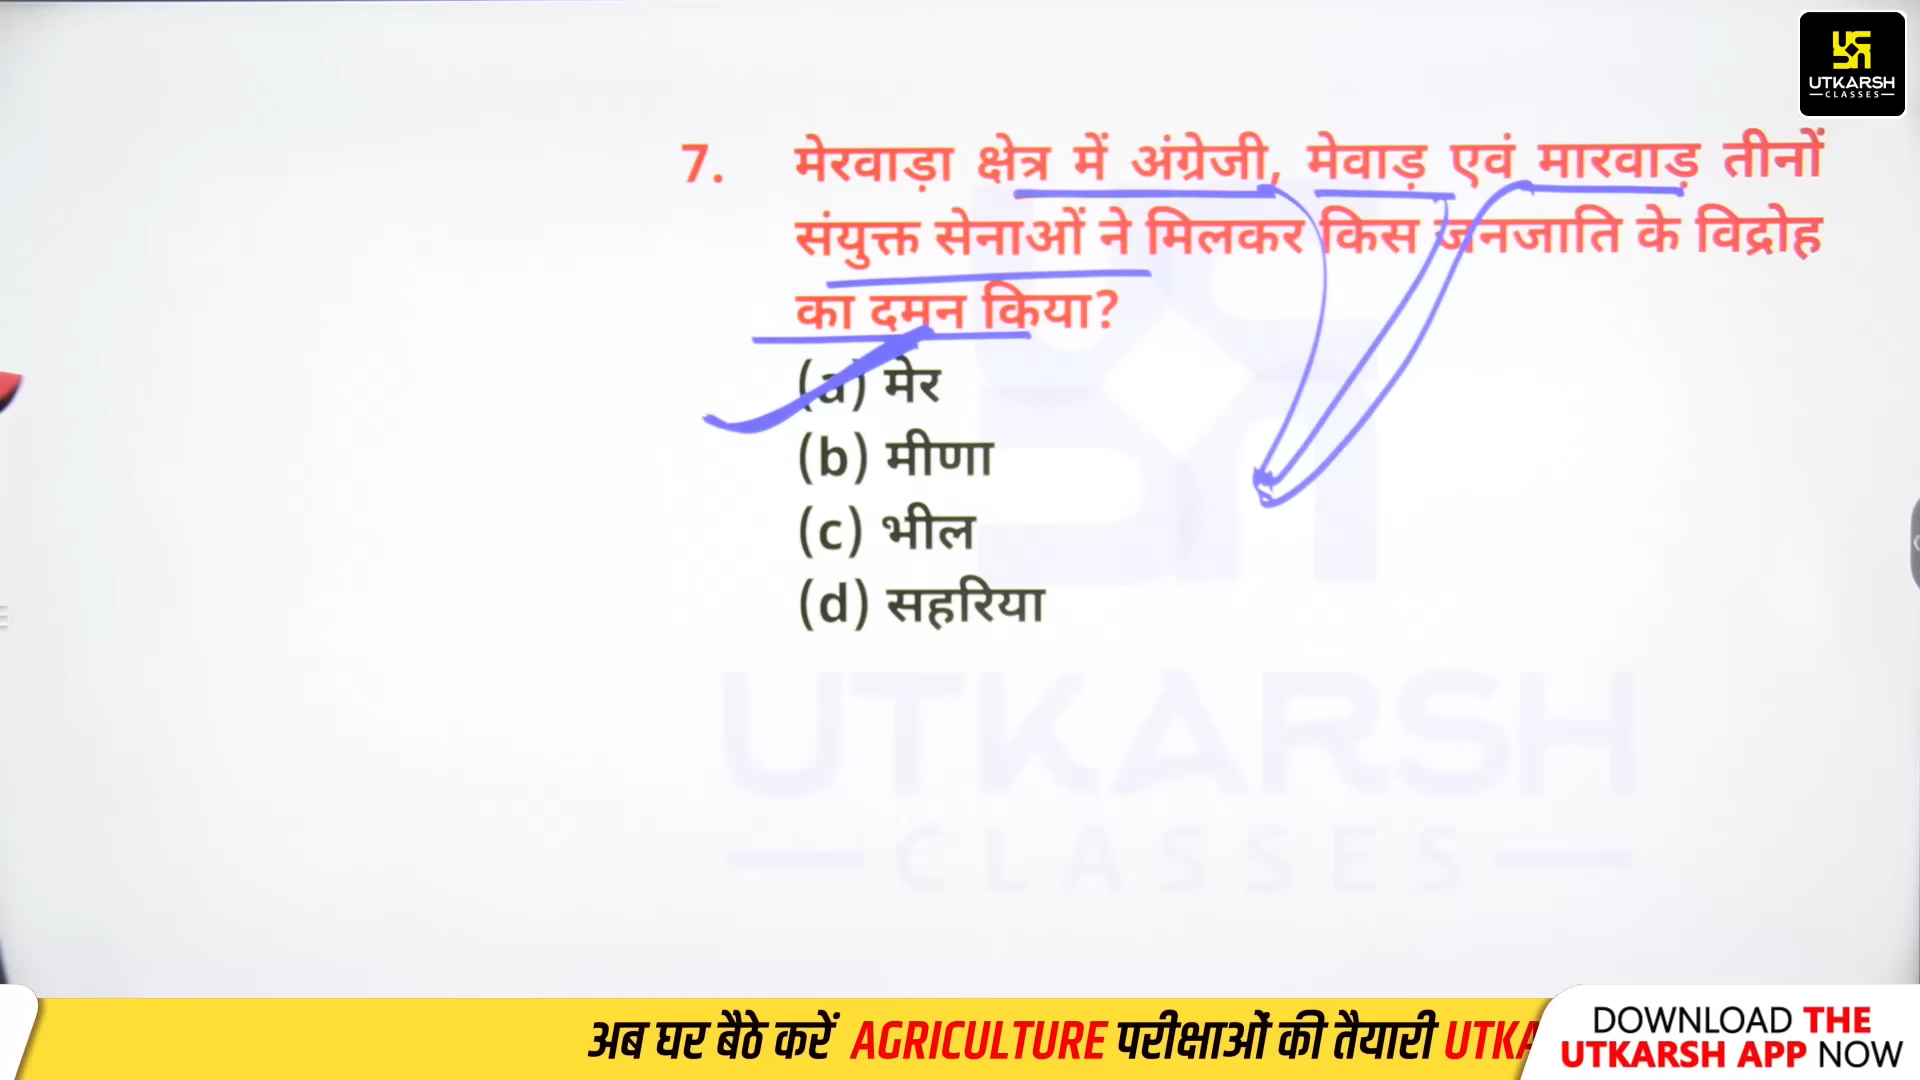 UTKARSH
CLASSES
7. मेरवाड़ा क्षेत्र में अंग्रेजी, मेवाड़ एवं मारवाड़ तीनों
संयुक्त सेनाओं ने मिलकर किस जनजाति के विद्रोह
का दमन किया?
(a) मेर
(b) मीणा
(c) भील
(d) सहरिया
UTKARSH
CLASSES
अब घर बैठे करें AGRICULTURE परीक्षाओं की तैयारी UTKA
DOWNLOAD THE
UTKARSH APP NOW